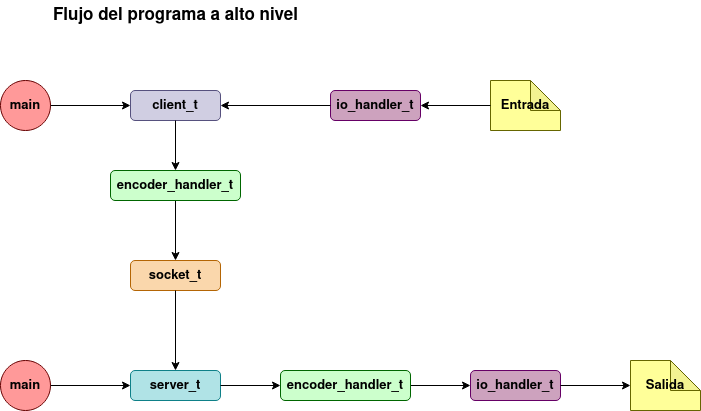 Flujo del programa a alto nivel
main
client_t
io_handler_t
Entrada
encoder_handler_t
socket_t
main
server_t
encoder_handler_t
io_handler_t
Salida